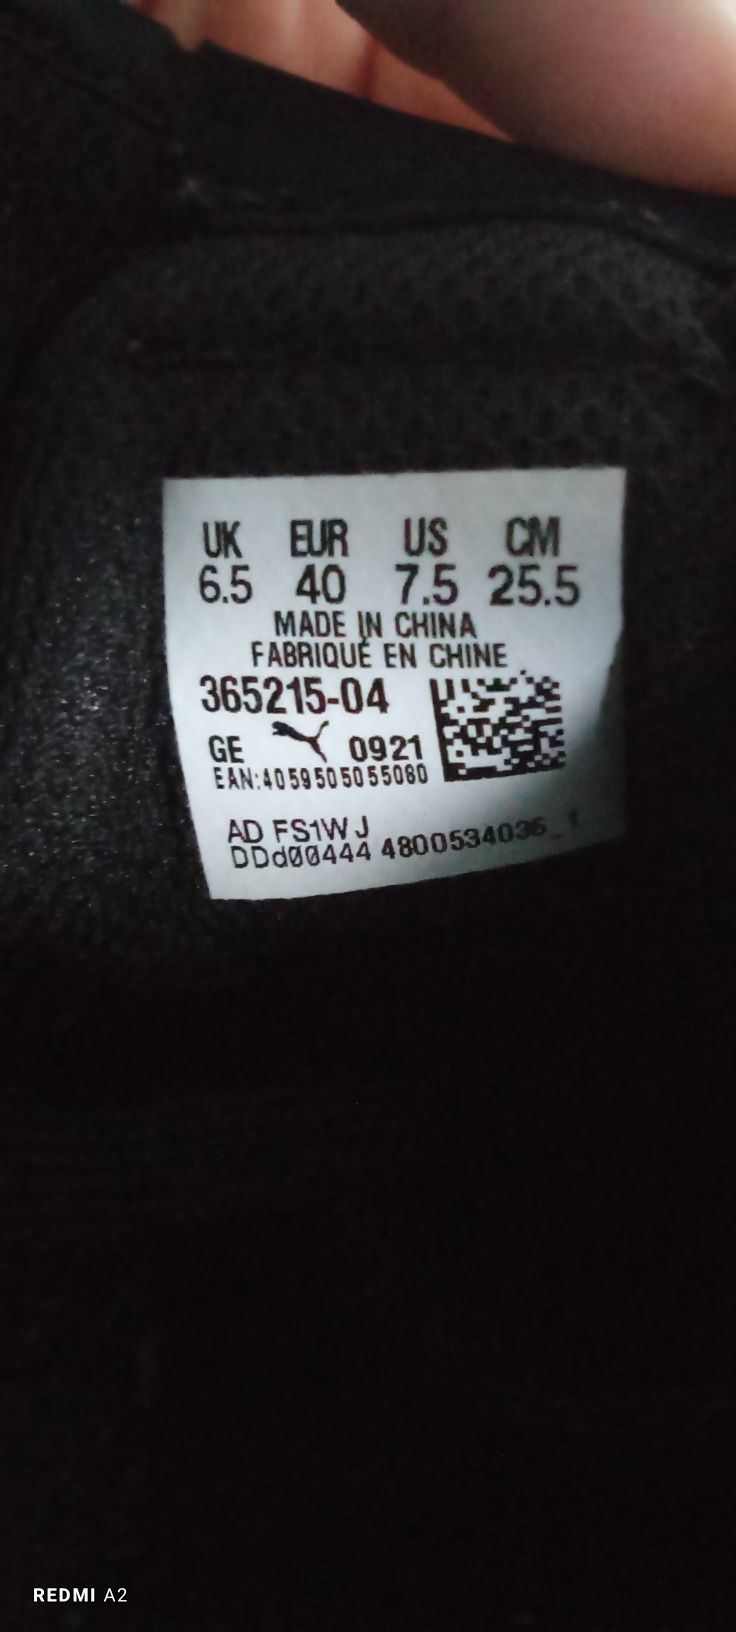 UK EUR US CM
6.5 40 7.5 25.5
MADE IN CHINA
FABRIQUÉ EN CHINE
365215-04
GE 0921
EAN:4059505055080
AD FS1W J
DDd00444 4800534036_1
REDMI A2